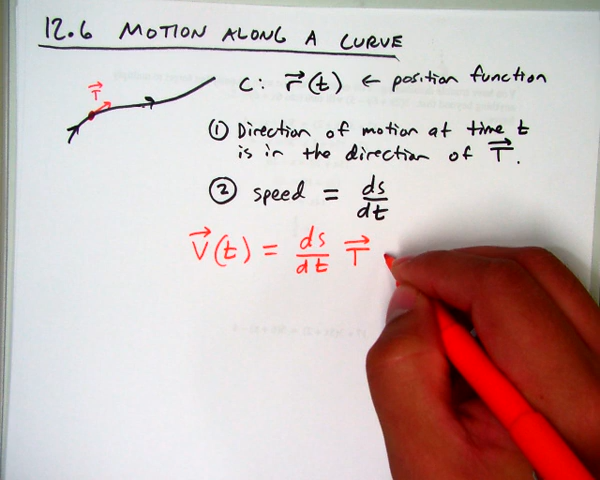 12.6 MOTION ALONG A CURVE
T⃗
C: r⃗(t) ← position function
① Direction of motion at time t
is in the direction of T⃗.
② speed = ds/dt
V⃗(t) = ds/dt T⃗